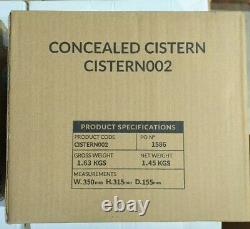 CONCEALED CISTERN
CISTERN002
PRODUCT SPECIFICATIONS
PRODUCT CODE PO Nº
CISTERN002 1586
GROSS WEIGHT NET WEIGHT
1.63 KGS 1.45 KGS
MEASUREMENTS
W.350mm H.315mm D.155mm